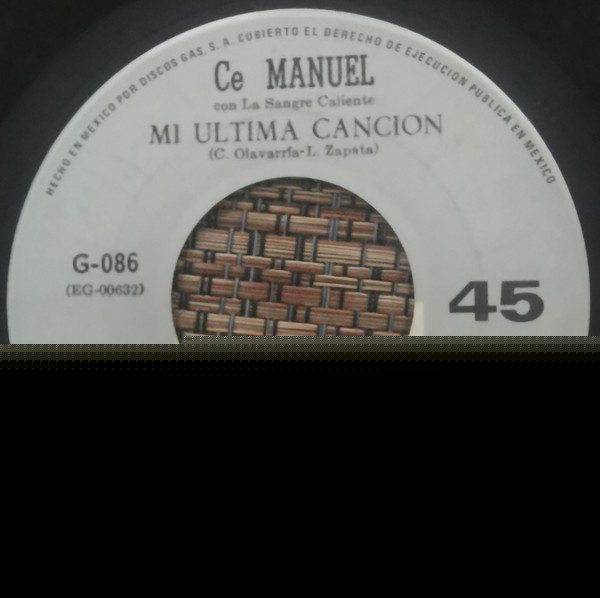 HECHO EN MEXICO POR DISCOS GAS, S. A. CUBIERTO EL DERECHO DE EJECUCION PUBLICA EN MEXICO
Ce MANUEL
con La Sangre Caliente
MI ULTIMA CANCION
(C. Olavarría-L. Zapata)
G-086
(EG-00632)
45